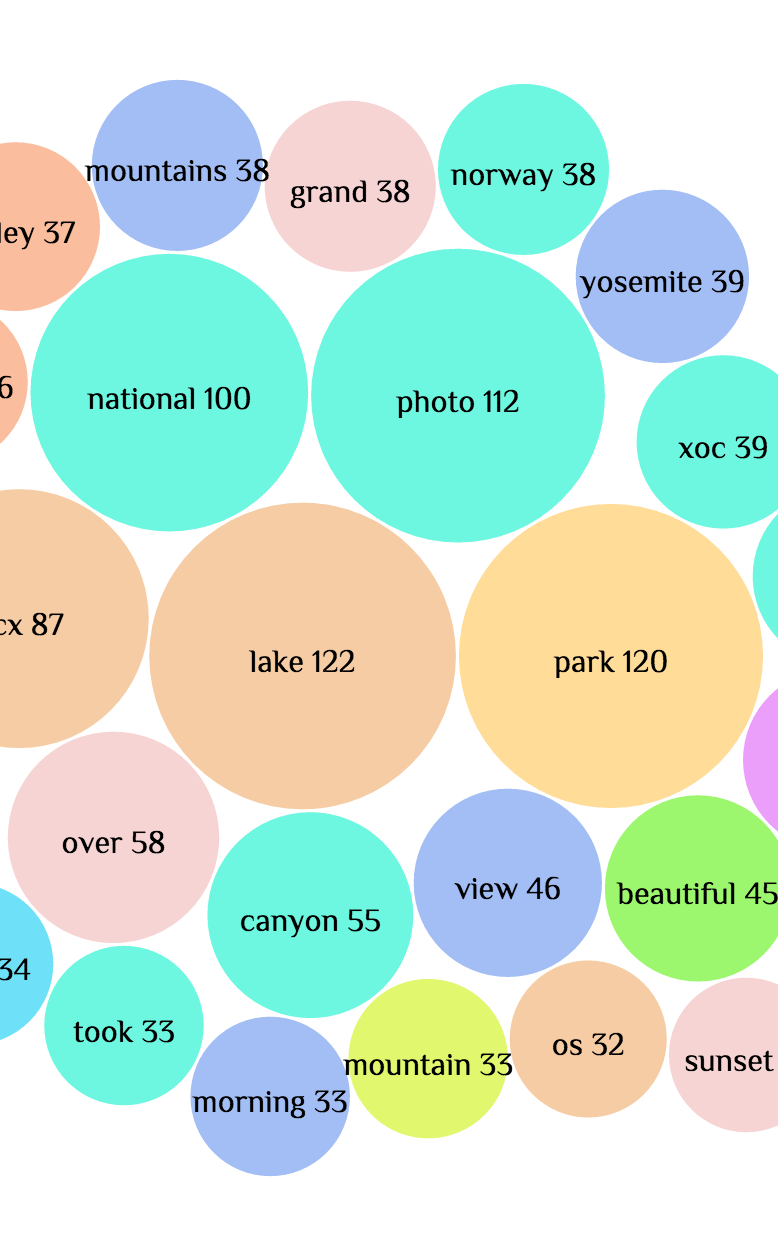 mountains 38
grand 38
norway 38
ley 37
yosemite 39
6
national 100
photo 112
xoc 39
cx 87
lake 122
park 120
over 58
canyon 55
view 46
beautiful 45
34
took 33
morning 33
mountain 33
os 32
sunset